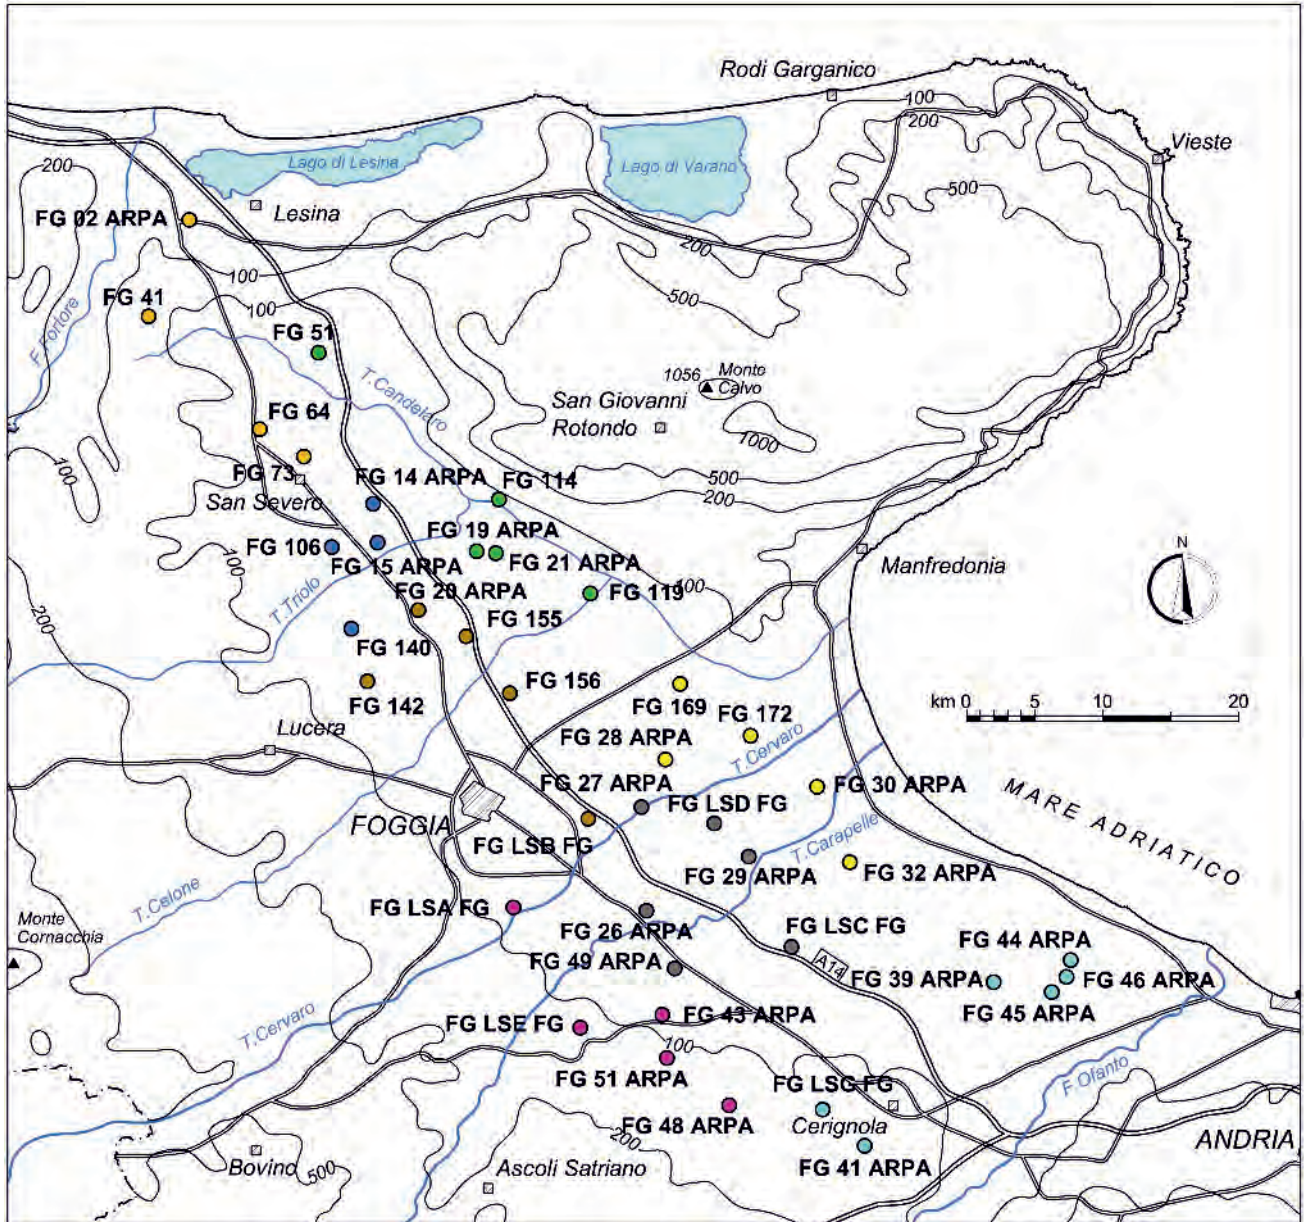 Rodi Garganico
100
200
Vieste
Lago di Lesina
Lago di Varano
200
500
Lesina
FG 02 ARPA
200
100
500
FG 41
100
F. Fortore
FG 51
T. Candelaro
1056
Monte
Calvo
San Giovanni
Rotondo
FG 64
1000
100
FG 73
500
FG 14 ARPA
FG 114
200
San Severo
FG 19 ARPA
N
FG 106
FG 21 ARPA
Manfredonia
100
FG 15 ARPA
100
FG 20 ARPA
FG 119
T. Triolo
200
FG 155
FG 140
FG 142
FG 156
FG 169
km 0 5 10 20
Lucera
FG 172
FG 28 ARPA
T. Cervaro
FG 27 ARPA
FG 30 ARPA
FG LSD FG
MARE ADRIATICO
FOGGIA
FG LSB FG
T. Carapelle
FG 29 ARPA
FG 32 ARPA
T. Celone
FG LSA FG
Monte
Cornacchia
FG 26 ARPA
FG LSC FG
FG 44 ARPA
A14
FG 49 ARPA
FG 39 ARPA
FG 46 ARPA
FG 45 ARPA
T. Cervaro
FG LSE FG
FG 43 ARPA
100
FG 51 ARPA
FG LSG FG
F. Ofanto
FG 48 ARPA
Cerignola
200
ANDRIA
Bovino
500
Ascoli Satriano
FG 41 ARPA